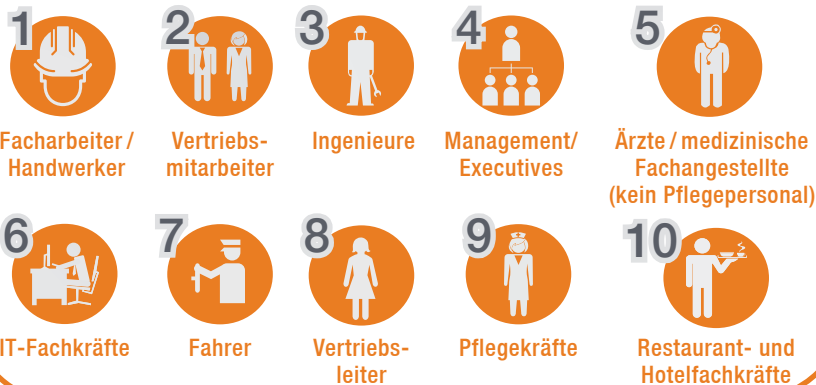 1
Facharbeiter /
Handwerker
2
Vertriebs-
mitarbeiter
3
Ingenieure
4
Management/
Executives
5
Ärzte / medizinische
Fachangestellte
(kein Pflegepersonal)
6
IT-Fachkräfte
7
Fahrer
8
Vertriebs-
leiter
9
Pflegekräfte
10
Restaurant- und
Hotelfachkräfte